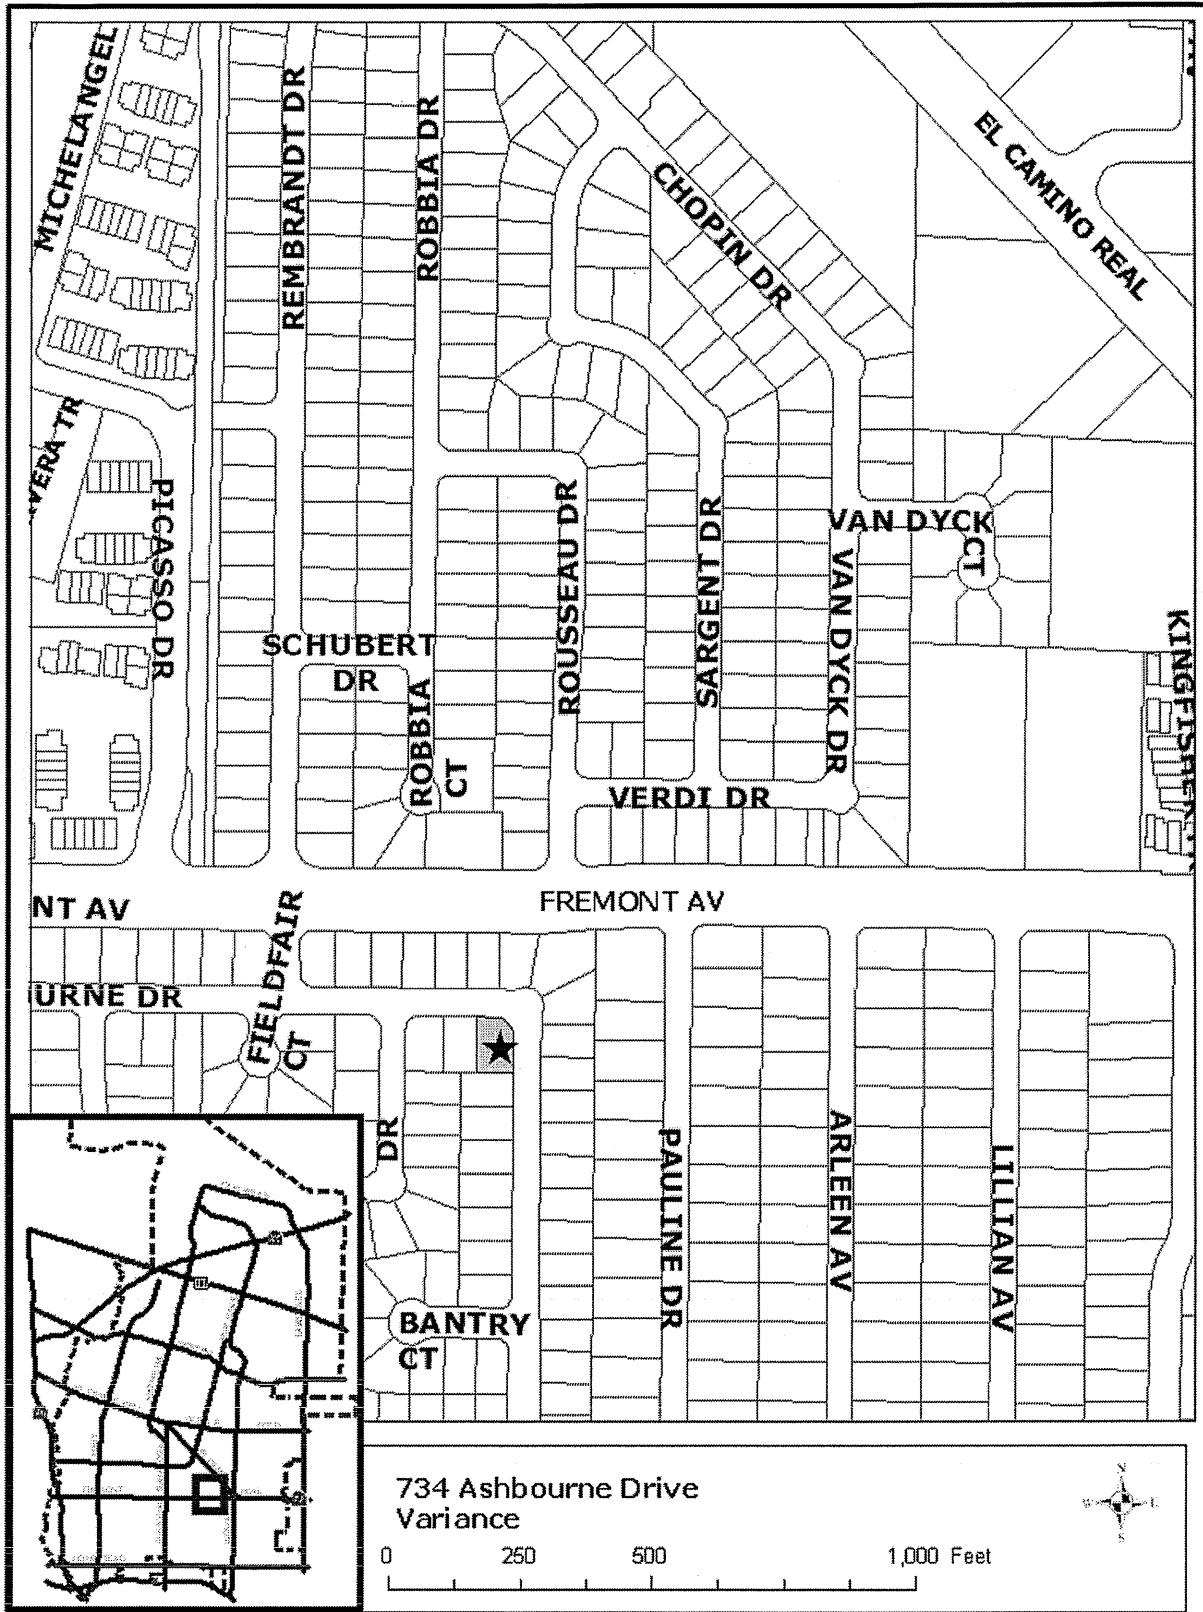 MICHELANGEL
REMBRANDT DR
ROBBIA DR
CHOPIN DR
EL CAMINO REAL
VERA TR
PICASSO DR
SCHUBERT
DR
ROBBIA
CT
ROUSSEAU DR
SARGENT DR
VAN DYCK
CT
VAN DYCK DR
VERDI DR
NT AV
FREMONT AV
URNE DR
FIELDFAIR
CT
DR
PAULINE DR
ARLEEN AV
LILLIAN AV
BANTRY
CT
734 Ashbourne Drive
Variance
0 250 500 1,000 Feet
N
S